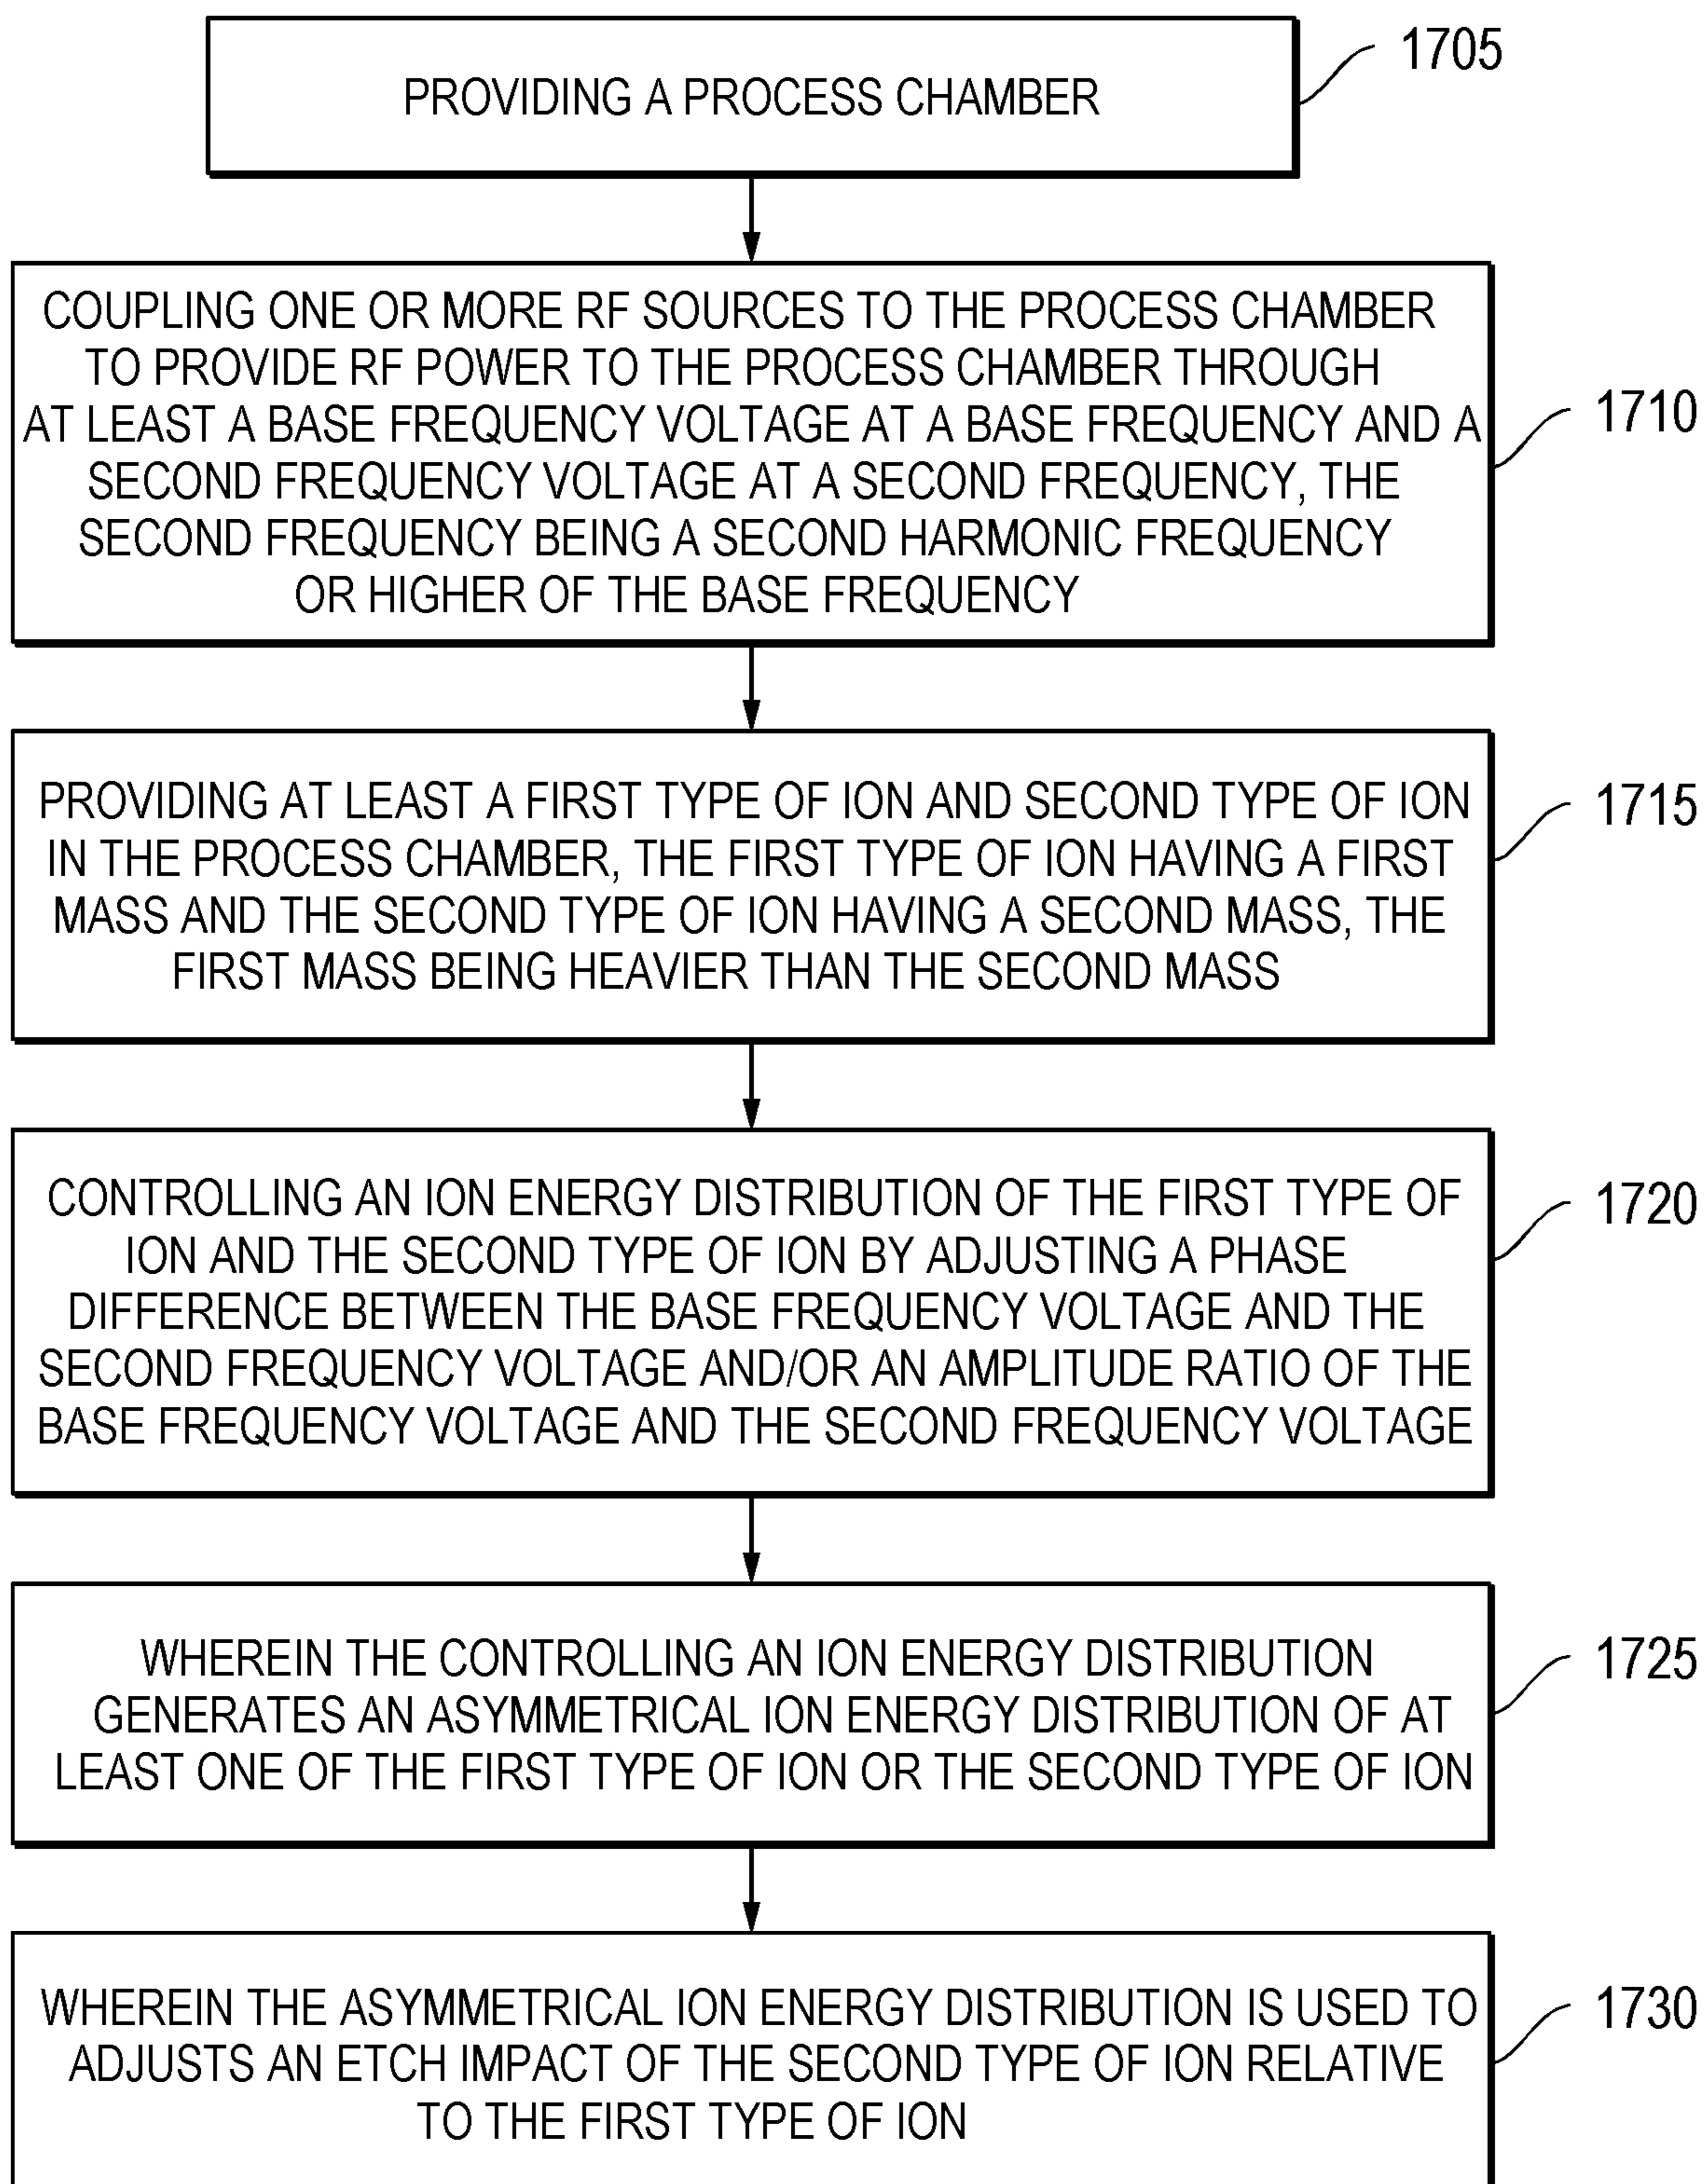 PROVIDING A PROCESS CHAMBER
1705
COUPLING ONE OR MORE RF SOURCES TO THE PROCESS CHAMBER
TO PROVIDE RF POWER TO THE PROCESS CHAMBER THROUGH
AT LEAST A BASE FREQUENCY VOLTAGE AT A BASE FREQUENCY AND A
SECOND FREQUENCY VOLTAGE AT A SECOND FREQUENCY, THE
SECOND FREQUENCY BEING A SECOND HARMONIC FREQUENCY
OR HIGHER OF THE BASE FREQUENCY
1710
PROVIDING AT LEAST A FIRST TYPE OF ION AND SECOND TYPE OF ION
IN THE PROCESS CHAMBER, THE FIRST TYPE OF ION HAVING A FIRST
MASS AND THE SECOND TYPE OF ION HAVING A SECOND MASS, THE
FIRST MASS BEING HEAVIER THAN THE SECOND MASS
1715
CONTROLLING AN ION ENERGY DISTRIBUTION OF THE FIRST TYPE OF
ION AND THE SECOND TYPE OF ION BY ADJUSTING A PHASE
DIFFERENCE BETWEEN THE BASE FREQUENCY VOLTAGE AND THE
SECOND FREQUENCY VOLTAGE AND/OR AN AMPLITUDE RATIO OF THE
BASE FREQUENCY VOLTAGE AND THE SECOND FREQUENCY VOLTAGE
1720
WHEREIN THE CONTROLLING AN ION ENERGY DISTRIBUTION
GENERATES AN ASYMMETRICAL ION ENERGY DISTRIBUTION OF AT
LEAST ONE OF THE FIRST TYPE OF ION OR THE SECOND TYPE OF ION
1725
WHEREIN THE ASYMMETRICAL ION ENERGY DISTRIBUTION IS USED TO
ADJUSTS AN ETCH IMPACT OF THE SECOND TYPE OF ION RELATIVE
TO THE FIRST TYPE OF ION
1730